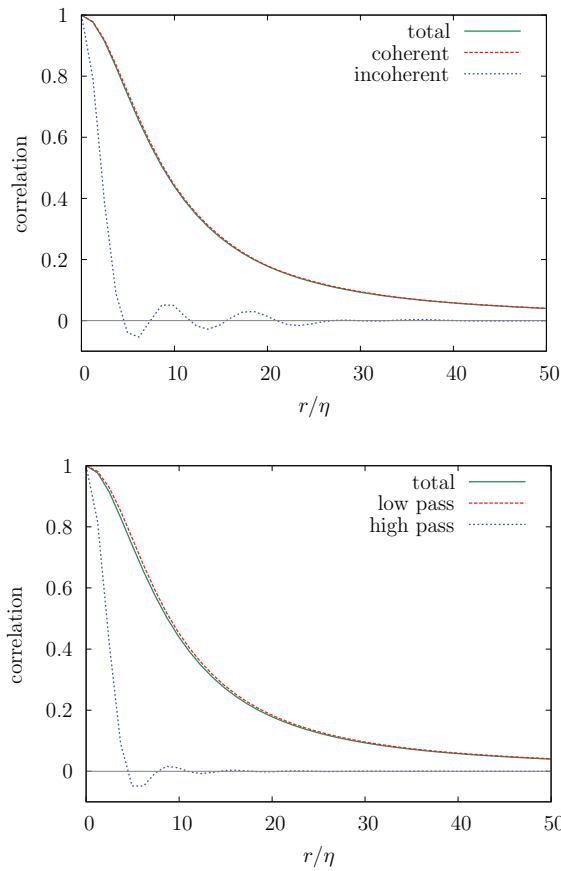 1
0.8
0.6
0.4
0.2
0
correlation
total
coherent
incoherent
0 10 20 30 40 50
r/η
1
0.8
0.6
0.4
0.2
0
correlation
total
low pass
high pass
0 10 20 30 40 50
r/η